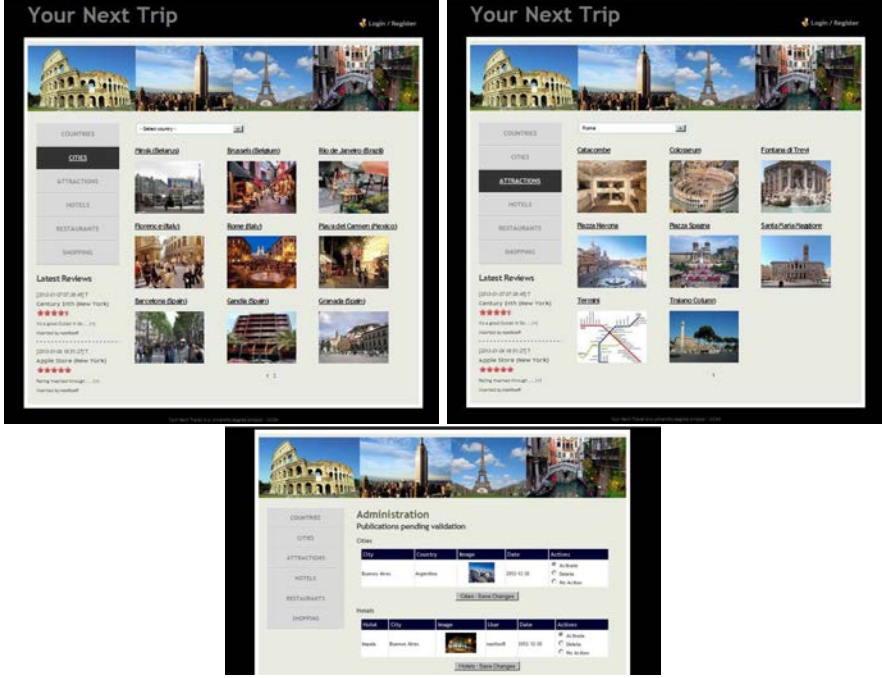 Your Next Trip
Login / Register
- Select country -
COUNTRIES
CITIES
ATTRACTIONS
HOTELS
RESTAURANTS
SHOPPING
Minsk (Belarus)
Brussels (Belgium)
Rio de Janeiro (Brazil)
Florence (Italy)
Rome (Italy)
Playa del Carmen (Mexico)
Barcelona (Spain)
Gandia (Spain)
Granada (Spain)
Latest Reviews
Century 21th (New York)
Apple Store (New York)
Your Next Trip
Login / Register
Rome
COUNTRIES
CITIES
ATTRACTIONS
HOTELS
RESTAURANTS
SHOPPING
Catacombe
Colosseum
Fontana di Trevi
Piazza Navona
Piazza Spagna
Santa Maria Maggiore
Termini
Traiano Column
Latest Reviews
Century 21th (New York)
Apple Store (New York)
COUNTRIES
CITIES
ATTRACTIONS
HOTELS
RESTAURANTS
SHOPPING
Administration
Publications pending validation
Cities
City Country Image Date Actions
Buenos Aires Argentina
Activate
Delete
No Action
Cities - Save Changes
Hotels
Hotel City Image User Date Actions
Buenos Aires
Activate
Delete
No Action
Hotels - Save Changes